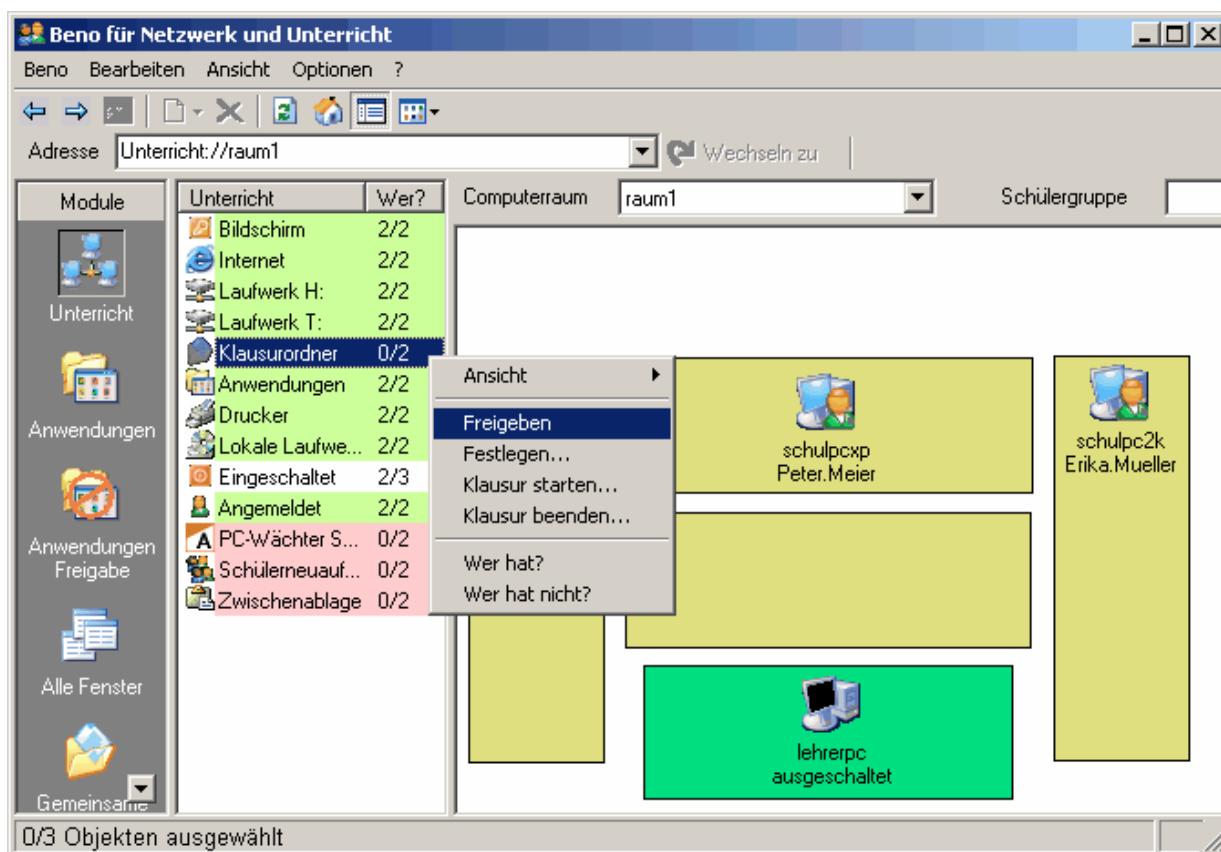 Beno für Netzwerk und Unterricht
Beno Bearbeiten Ansicht Optionen ?
Adresse Unterricht://raum1 Wechseln zu
Module
Unterricht
Anwendungen
Anwendungen
Freigabe
Alle Fenster
Gemeinsame
Unterricht Wer?
Bildschirm 2/2
Internet 2/2
Laufwerk H: 2/2
Laufwerk T: 2/2
Klausurordner 0/2
Anwendungen 2/2
Drucker 2/2
Lokale Laufwe... 2/2
Eingeschaltet 2/3
Angemeldet 2/2
PC-Wächter S... 0/2
Schülerneuauf... 0/2
Zwischenablage 0/2
Ansicht
Freigeben
Festlegen...
Klausur starten...
Klausur beenden...
Wer hat?
Wer hat nicht?
Computerraum raum1 Schülergruppe
schulpcxp
Peter.Meier
schulpc2k
Erika.Mueller
lehrerpc
ausgeschaltet
0/3 Objekten ausgewählt